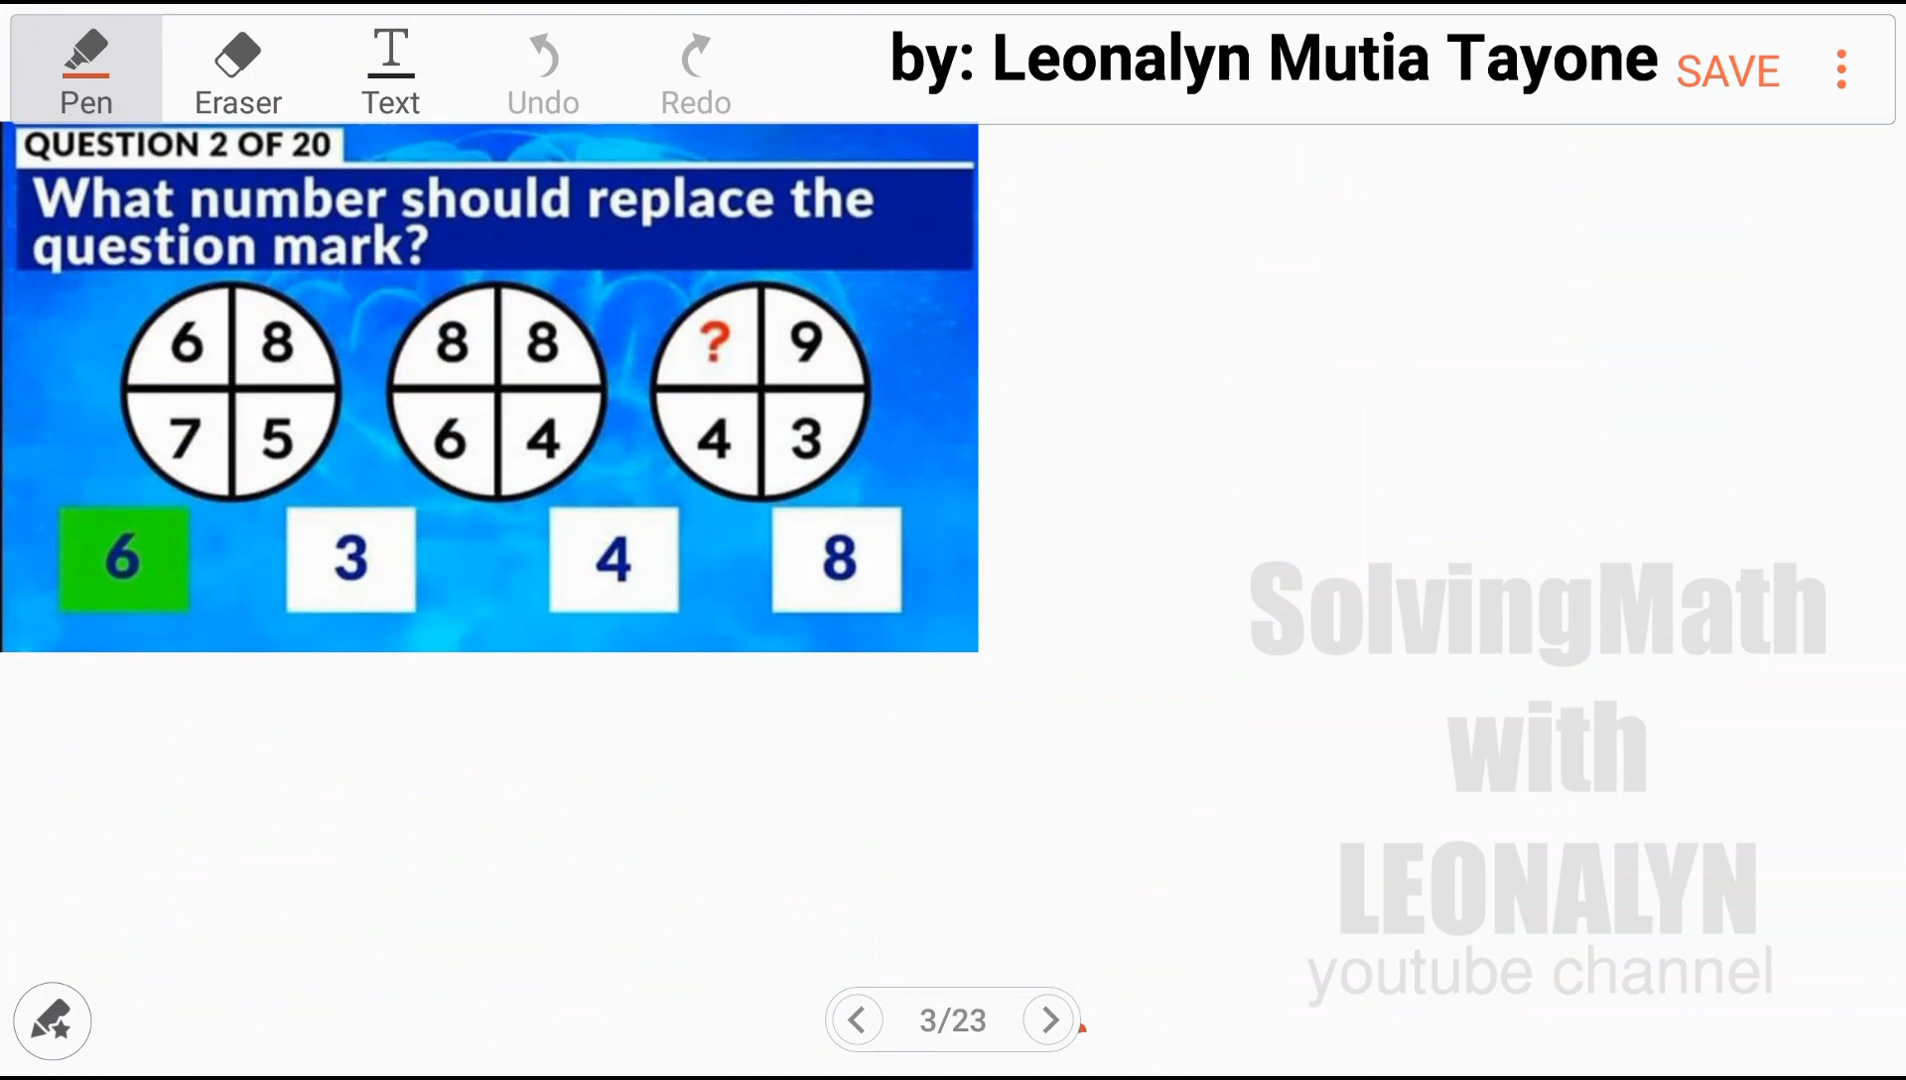 Pen
Eraser
Text
Undo
Redo
by: Leonalyn Mutia Tayone
SAVE
QUESTION 2 OF 20
What number should replace the
question mark?
6 8
7 5
8 8
6 4
? 9
4 3
6
3
4
8
SolvingMath
with
LEONALYN
youtube channel
3/23